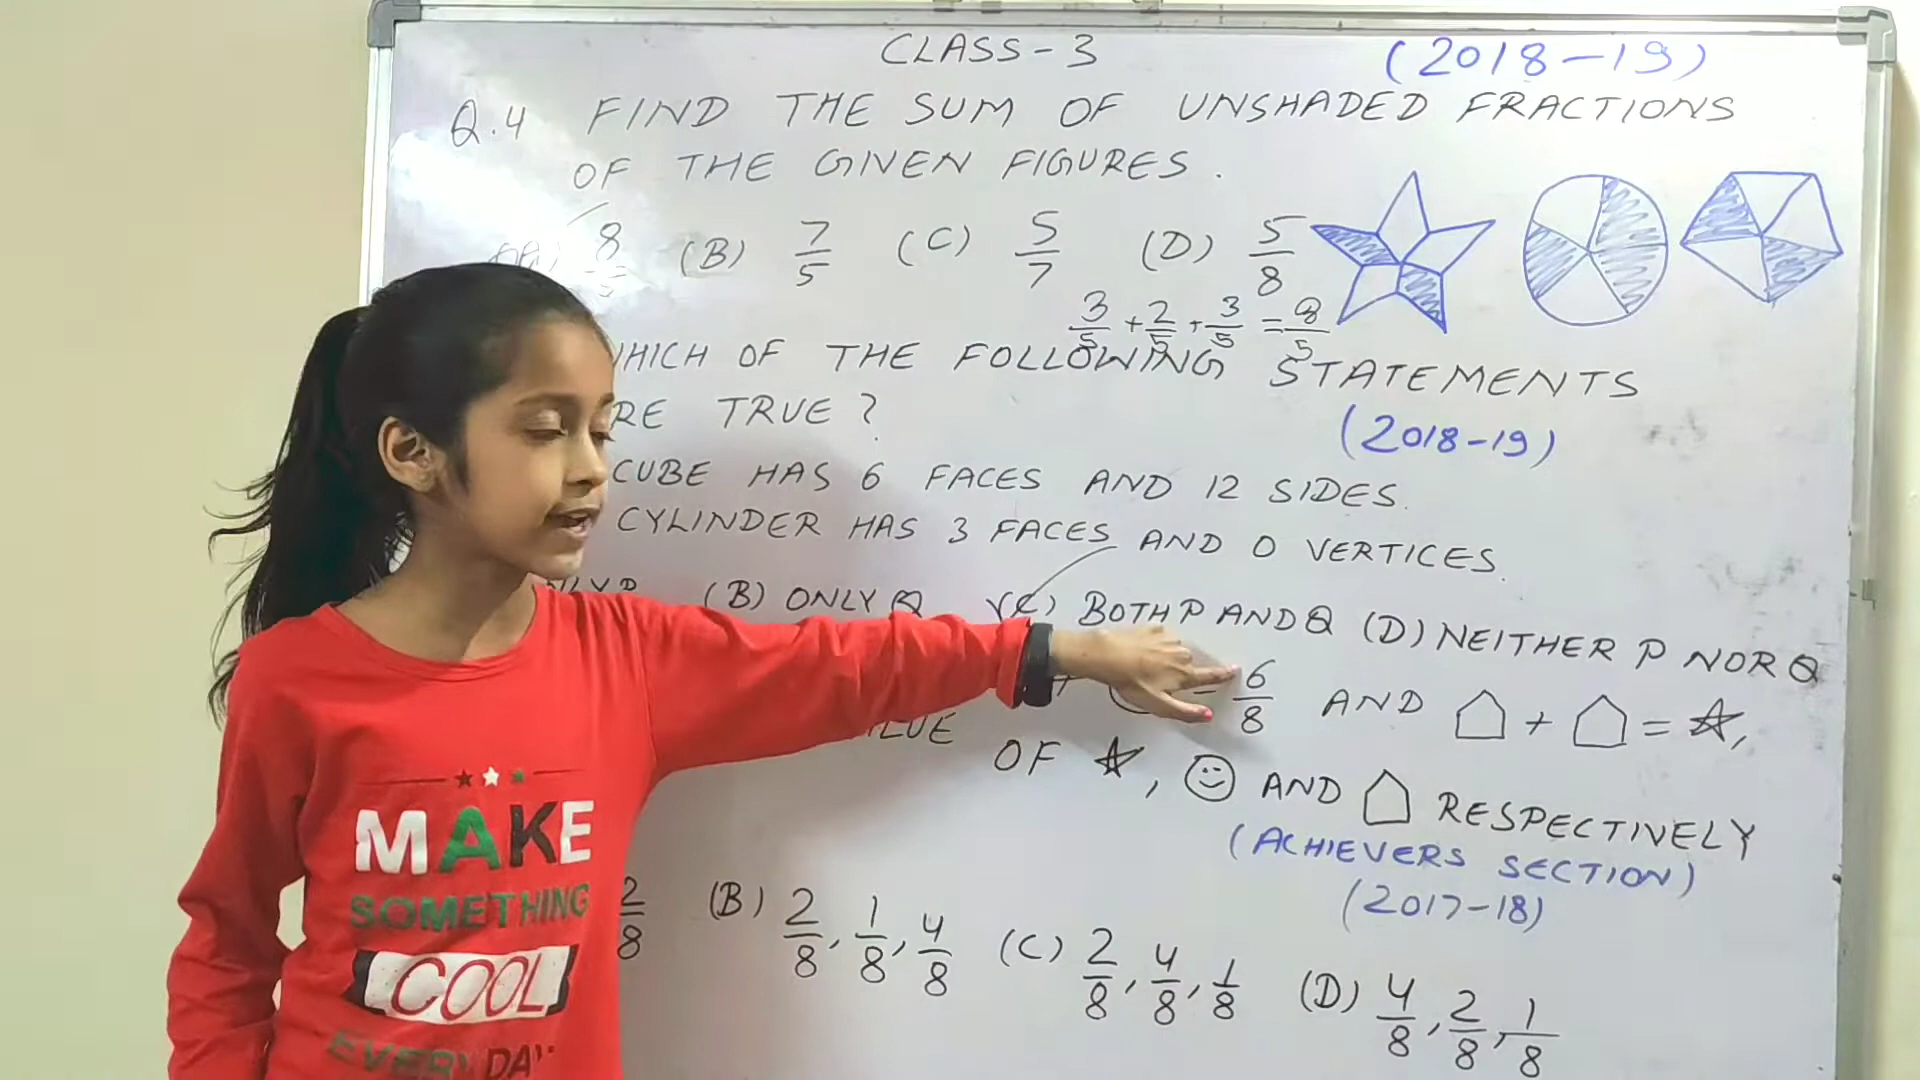 CLASS-3 (2018-19)
Q.4 FIND THE SUM OF UNSHADED FRACTIONS
OF THE GIVEN FIGURES.
8 (B) 7/5 (C) 5/7 (D) 5/8
3/5 + 2/5 + 3/5 = 8/5
WHICH OF THE FOLLOWING STATEMENTS
RE TRUE?
(2018-19)
CUBE HAS 6 FACES AND 12 SIDES.
CYLINDER HAS 3 FACES AND 0 VERTICES.
(B) ONLY Q (C) BOTH P AND Q (D) NEITHER P NOR Q
+ = 6/8 AND + = ,
OF , AND RESPECTIVELY
(ACHIEVERS SECTION)
(2017-18)
2/8 (B) 2/8, 1/8, 4/8 (C) 2/8, 4/8, 1/8 (D) 4/8, 2/8, 1/8
MAKE
SOMETHING
COOL
EVERYDAY